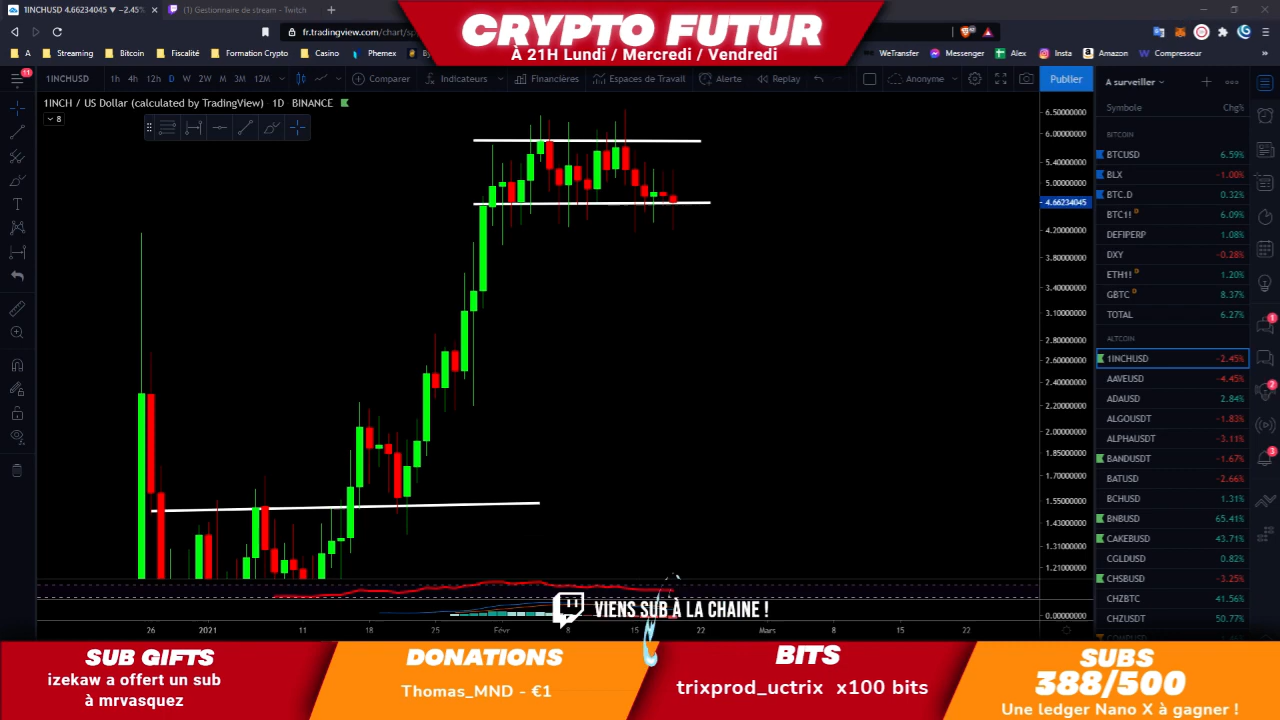 1INCHUSD 4.66234045 ▼ −2.45%
(1) Gestionnaire de stream - Twitch
fr.tradingview.com/chart/sp
A
Streaming
Bitcoin
Fiscalité
Formation Crypto
Casino
Phemex
WeTransfer
Messenger
Alex
Insta
Amazon
Compresseur
CRYPTO FUTUR
À 21H Lundi / Mercredi / Vendredi
11
1INCHUSD
1h 4h 12h D W 2W M 3M 12M
Comparer
Indicateurs
Financières
Espaces de Travail
Alerte
Replay
Anonyme
Publier
A surveiller
1INCH / US Dollar (calculated by TradingView) · 1D · BINANCE
8
Symbole Chg%
BITCOIN
BTCUSD 6.59%
BLX -1.00%
BTC.D 0.32%
BTC1! D 6.09%
DEFIPERP 1.08%
DXY -0.28%
ETH1! D 1.20%
GBTC D 8.37%
TOTAL 6.27%
ALTCOIN
1INCHUSD -2.45%
AAVEUSD -4.45%
ADAUSD 2.84%
ALGOUSDT -1.83%
ALPHAUSDT -3.11%
BANDUSDT -1.67%
BATUSD -2.66%
BCHUSD 1.31%
BNBUSD 65.41%
CAKEBUSD 43.71%
CGLDUSD 0.82%
CHSBUSD -3.25%
CHZBTC 41.56%
CHZUSDT 50.77%
6.50000000
6.00000000
5.40000000
5.00000000
4.66234045
4.20000000
3.80000000
3.40000000
3.10000000
2.80000000
2.60000000
2.40000000
2.20000000
2.00000000
1.85000000
1.70000000
1.55000000
1.43000000
1.31000000
1.21000000
0.00000000
1
2
3
26 2021 11 18 25 Févr 8 15 22 Mars 8 15 22
VIENS SUB À LA CHAINE !
SUB GIFTS
izekaw a offert un sub
à mrvasquez
DONATIONS
Thomas_MND - €1
BITS
trixprod_uctrix x100 bits
SUBS
388/500
Une ledger Nano X à gagner !